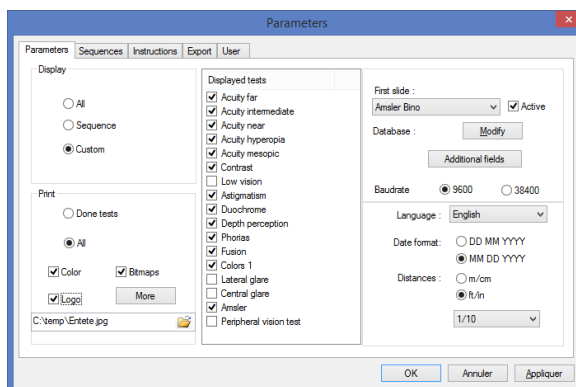 Parameters
Parameters Sequences Instructions Export User
Display
All
Sequence
Custom
Print
Done tests
All
Color Bitmaps
Logo More
C:\temp\Entete.jpg
Displayed tests
Acuity far
Acuity intermediate
Acuity near
Acuity hyperopia
Acuity mesopic
Contrast
Low vision
Astigmatism
Duochrome
Depth perception
Phorias
Fusion
Colors 1
Lateral glare
Central glare
Amsler
Peripheral vision test
First slide :
Amsler Bino Active
Database : Modify
Additional fields
Baudrate 9600 38400
Language : English
Date format: DD MM YYYY
MM DD YYYY
Distances : m/cm
ft/in
1/10
OK Annuler Appliquer